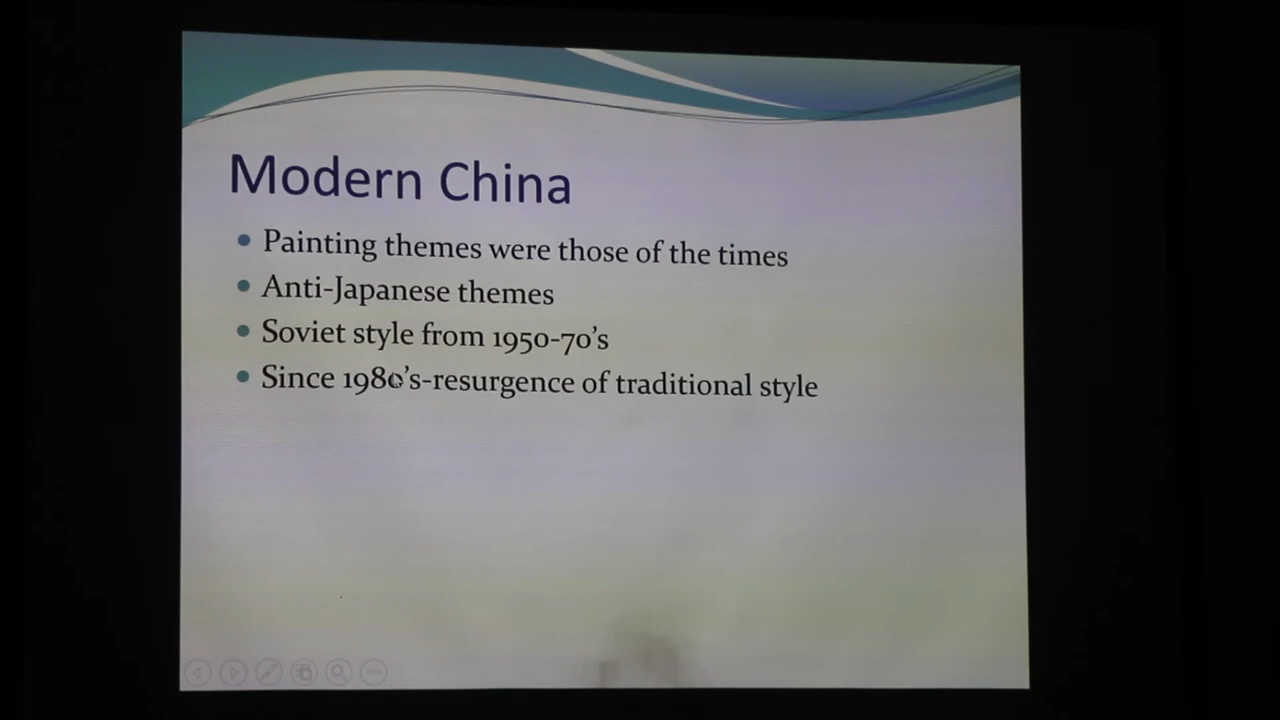 Modern China
Painting themes were those of the times
Anti-Japanese themes
Soviet style from 1950-70's
Since 1980's-resurgence of traditional style